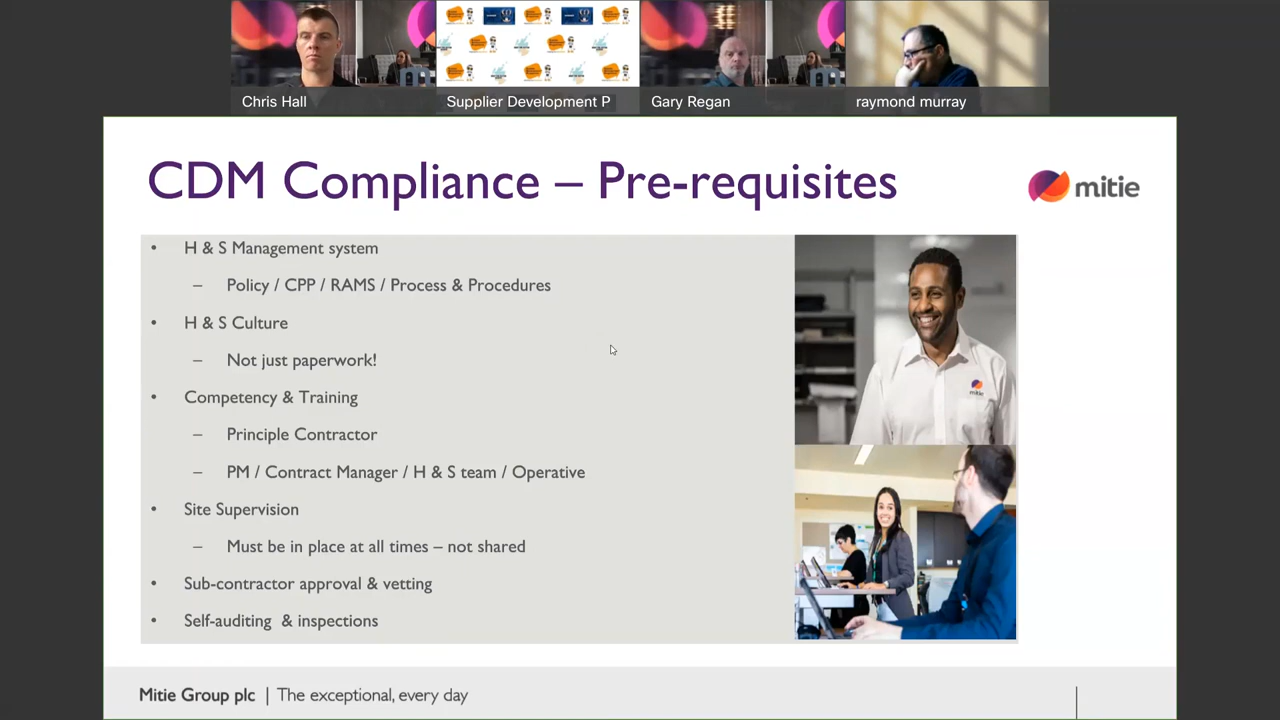 Chris Hall
Supplier Development P
Gary Regan
raymond murray
CDM Compliance – Pre-requisites
mitie
• H & S Management system
– Policy / CPP / RAMS / Process & Procedures
• H & S Culture
– Not just paperwork!
• Competency & Training
– Principle Contractor
– PM / Contract Manager / H & S team / Operative
• Site Supervision
– Must be in place at all times – not shared
• Sub-contractor approval & vetting
• Self-auditing & inspections
mitie
Mitie Group plc | The exceptional, every day